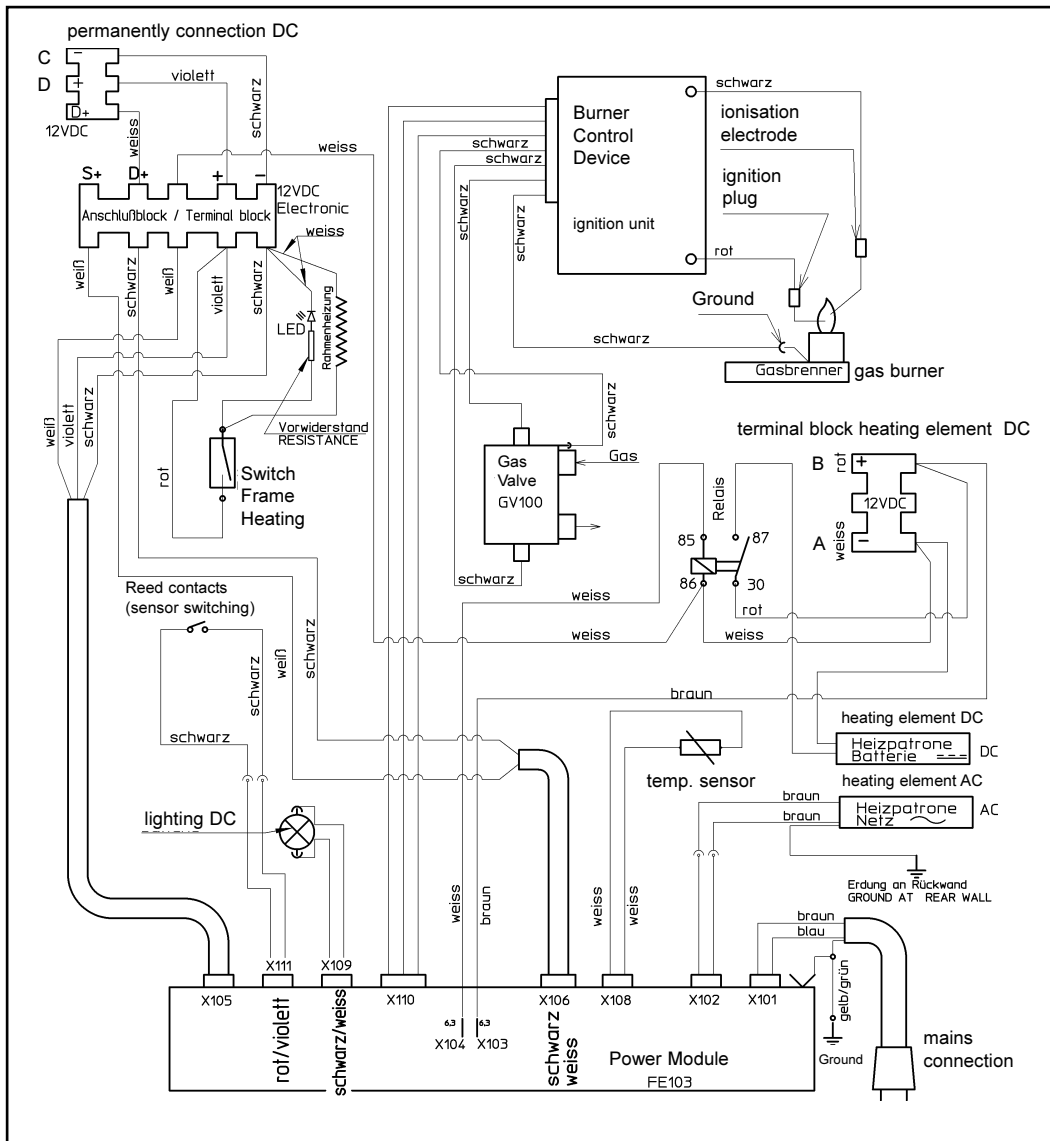 permanently connection DC
C
−
D
+
D+
12VDC
violett
schwarz
weiss
weiss
S+
D+
+
−
12VDC
Electronic
Anschlußblock / Terminal block
weiss
weiß
schwarz
weiß
violett
schwarz
LED
Rahmenheizung
Vorwiderstand
RESISTANCE
rot
Switch
Frame
Heating
weiß
violett
schwarz
Burner
Control
Device
ignition unit
schwarz
schwarz
schwarz
schwarz
schwarz
ionisation
electrode
ignition
plug
rot
Ground
schwarz
Gasbrenner
gas burner
schwarz
Gas
Valve
GV100
Gas
schwarz
terminal block heating element DC
B
rot
+
12VDC
weiss
A
−
Relais
85
87
86
30
weiss
rot
weiss
weiss
braun
Reed contacts
(sensor switching)
schwarz
schwarz
weiß
schwarz
temp. sensor
heating element DC
Heizpatrone
Batterie
DC
heating element AC
Heizpatrone
Netz
AC
braun
braun
Erdung an Rückwand
GROUND AT REAR WALL
lighting DC
weiss
braun
weiss
weiss
braun
blau
gelb/grün
Ground
mains
connection
X105
X111
rot/violett
X109
schwarz/weiss
X110
6,3
X104
6,3
X103
X106
schwarz
weiss
X108
X102
X101
Power Module
FE103